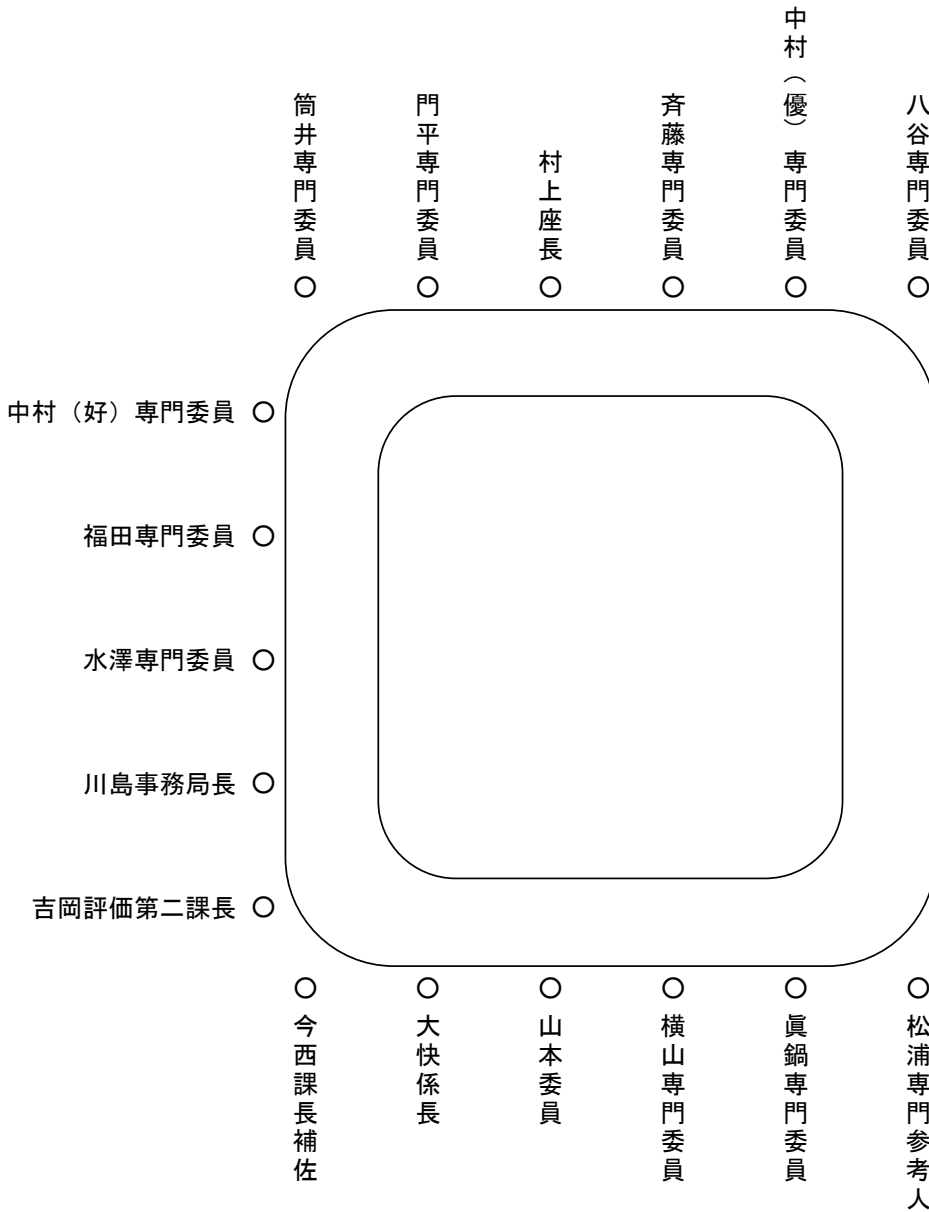 筒井専門委員
門平専門委員
村上座長
斉藤専門委員
中村（優）専門委員
八谷専門委員
中村（好）専門委員
福田専門委員
水澤専門委員
川島事務局長
吉岡評価第二課長
今西課長補佐
大快係長
山本委員
横山専門委員
眞鍋専門委員
松浦専門参考人